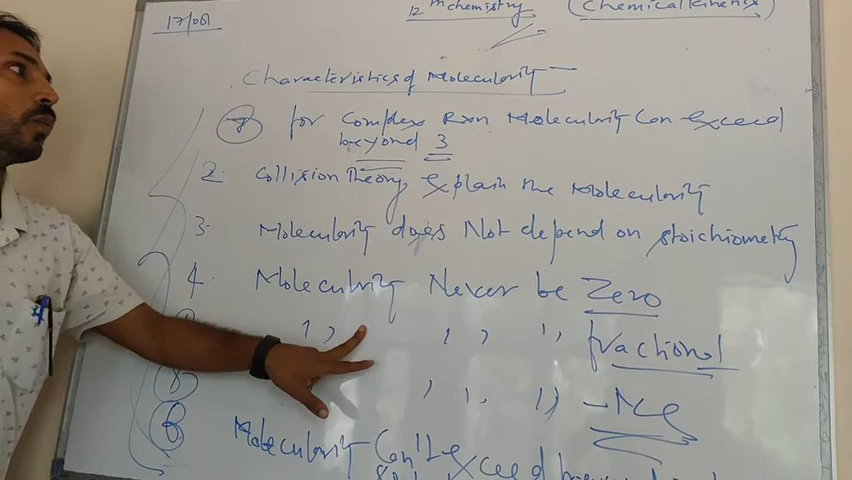 17/06
12th chemistry (Chemical kinetics)
Characteristics of Molecularity
for Complex Rxn Molecularity Can exceed
beyond 3
2. Collision Theory, Explain the Molecularity
3. Molecularity does Not depend on stoichiometry
4. Molecularity Never be Zero
,, ,, ,, fractional
,, ,, ,, -Ve
6 Molecularity Can't exceed